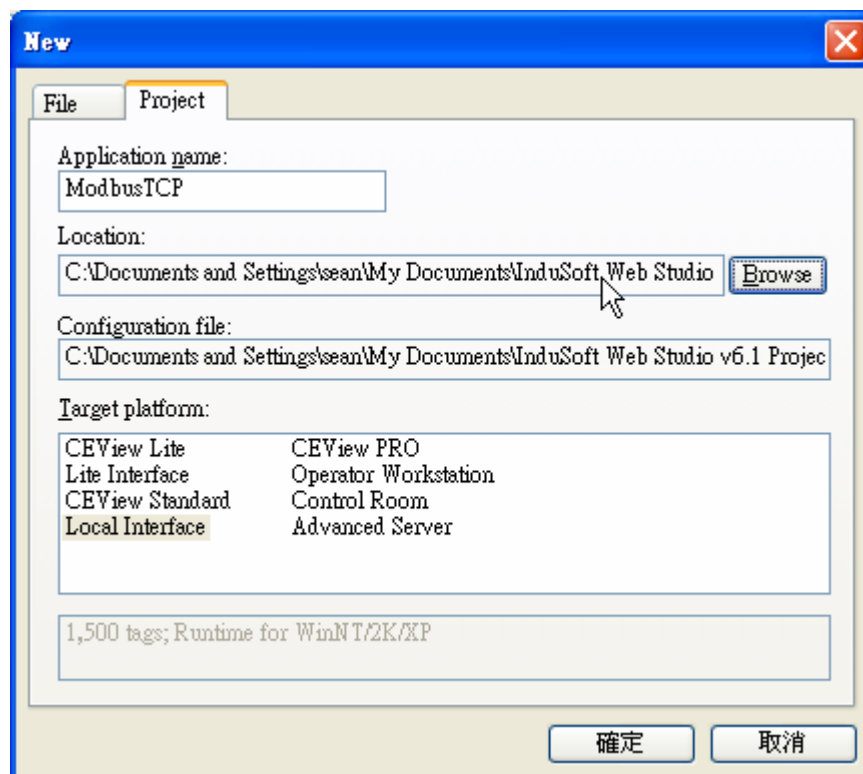 New
File Project
Application name:
ModbusTCP
Location:
C:\Documents and Settings\sean\My Documents\InduSoft Web Studio Browse
Configuration file:
C:\Documents and Settings\sean\My Documents\InduSoft Web Studio v6.1 Projec
Target platform:
CEView Lite CEView PRO
Lite Interface Operator Workstation
CEView Standard Control Room
Local Interface Advanced Server
1,500 tags; Runtime for WinNT/2K/XP
確定 取消